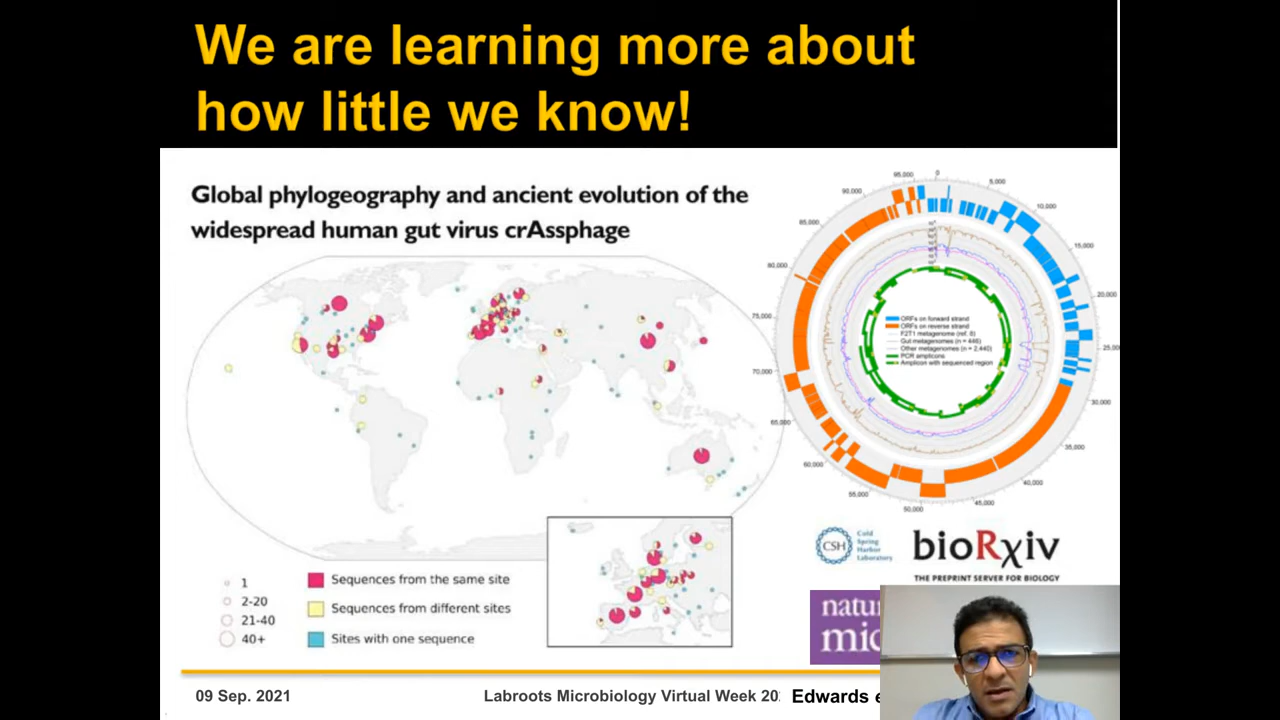 We are learning more about
how little we know!
Global phylogeography and ancient evolution of the
widespread human gut virus crAssphage
0
5,000
10,000
15,000
20,000
25,00
30,000
35,000
40,000
45,000
50,000
55,000
60,000
65,000
70,000
75,000
80,000
85,000
90,000
95,000
ORFs on forward strand
ORFs on reverse strand
F2T1 metagenome (ref. 8)
Gut metagenomes (n = 446)
Other metagenomes (n = 2,440)
PCR amplicons
Amplicon with sequenced region
1
2-20
21-40
40+
Sequences from the same site
Sequences from different sites
Sites with one sequence
CSH
Cold
Spring
Harbor
Laboratory
bioRχiv
THE PREPRINT SERVER FOR BIOLOGY
natu
mic
09 Sep. 2021
Labroots Microbiology Virtual Week 20
Edwards e